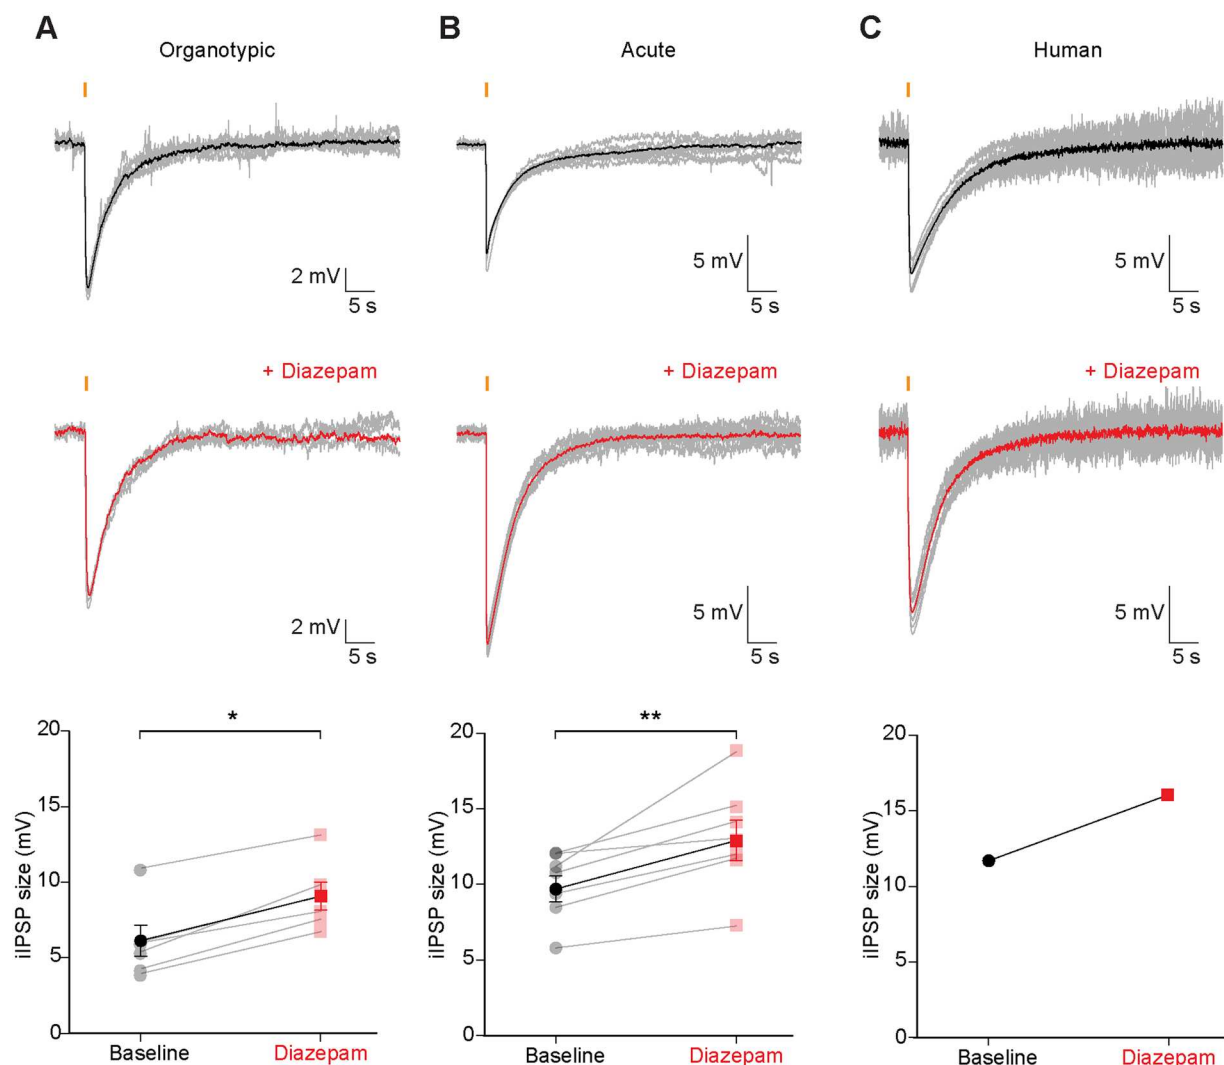 A
Organotypic
2 mV
5 s
+ Diazepam
2 mV
5 s
*
20
15
10
5
0
iIPSP size (mV)
Baseline
Diazepam
B
Acute
5 mV
5 s
+ Diazepam
5 mV
5 s
**
20
15
10
5
0
iIPSP size (mV)
Baseline
Diazepam
C
Human
5 mV
5 s
+ Diazepam
5 mV
5 s
20
15
10
5
0
iIPSP size (mV)
Baseline
Diazepam